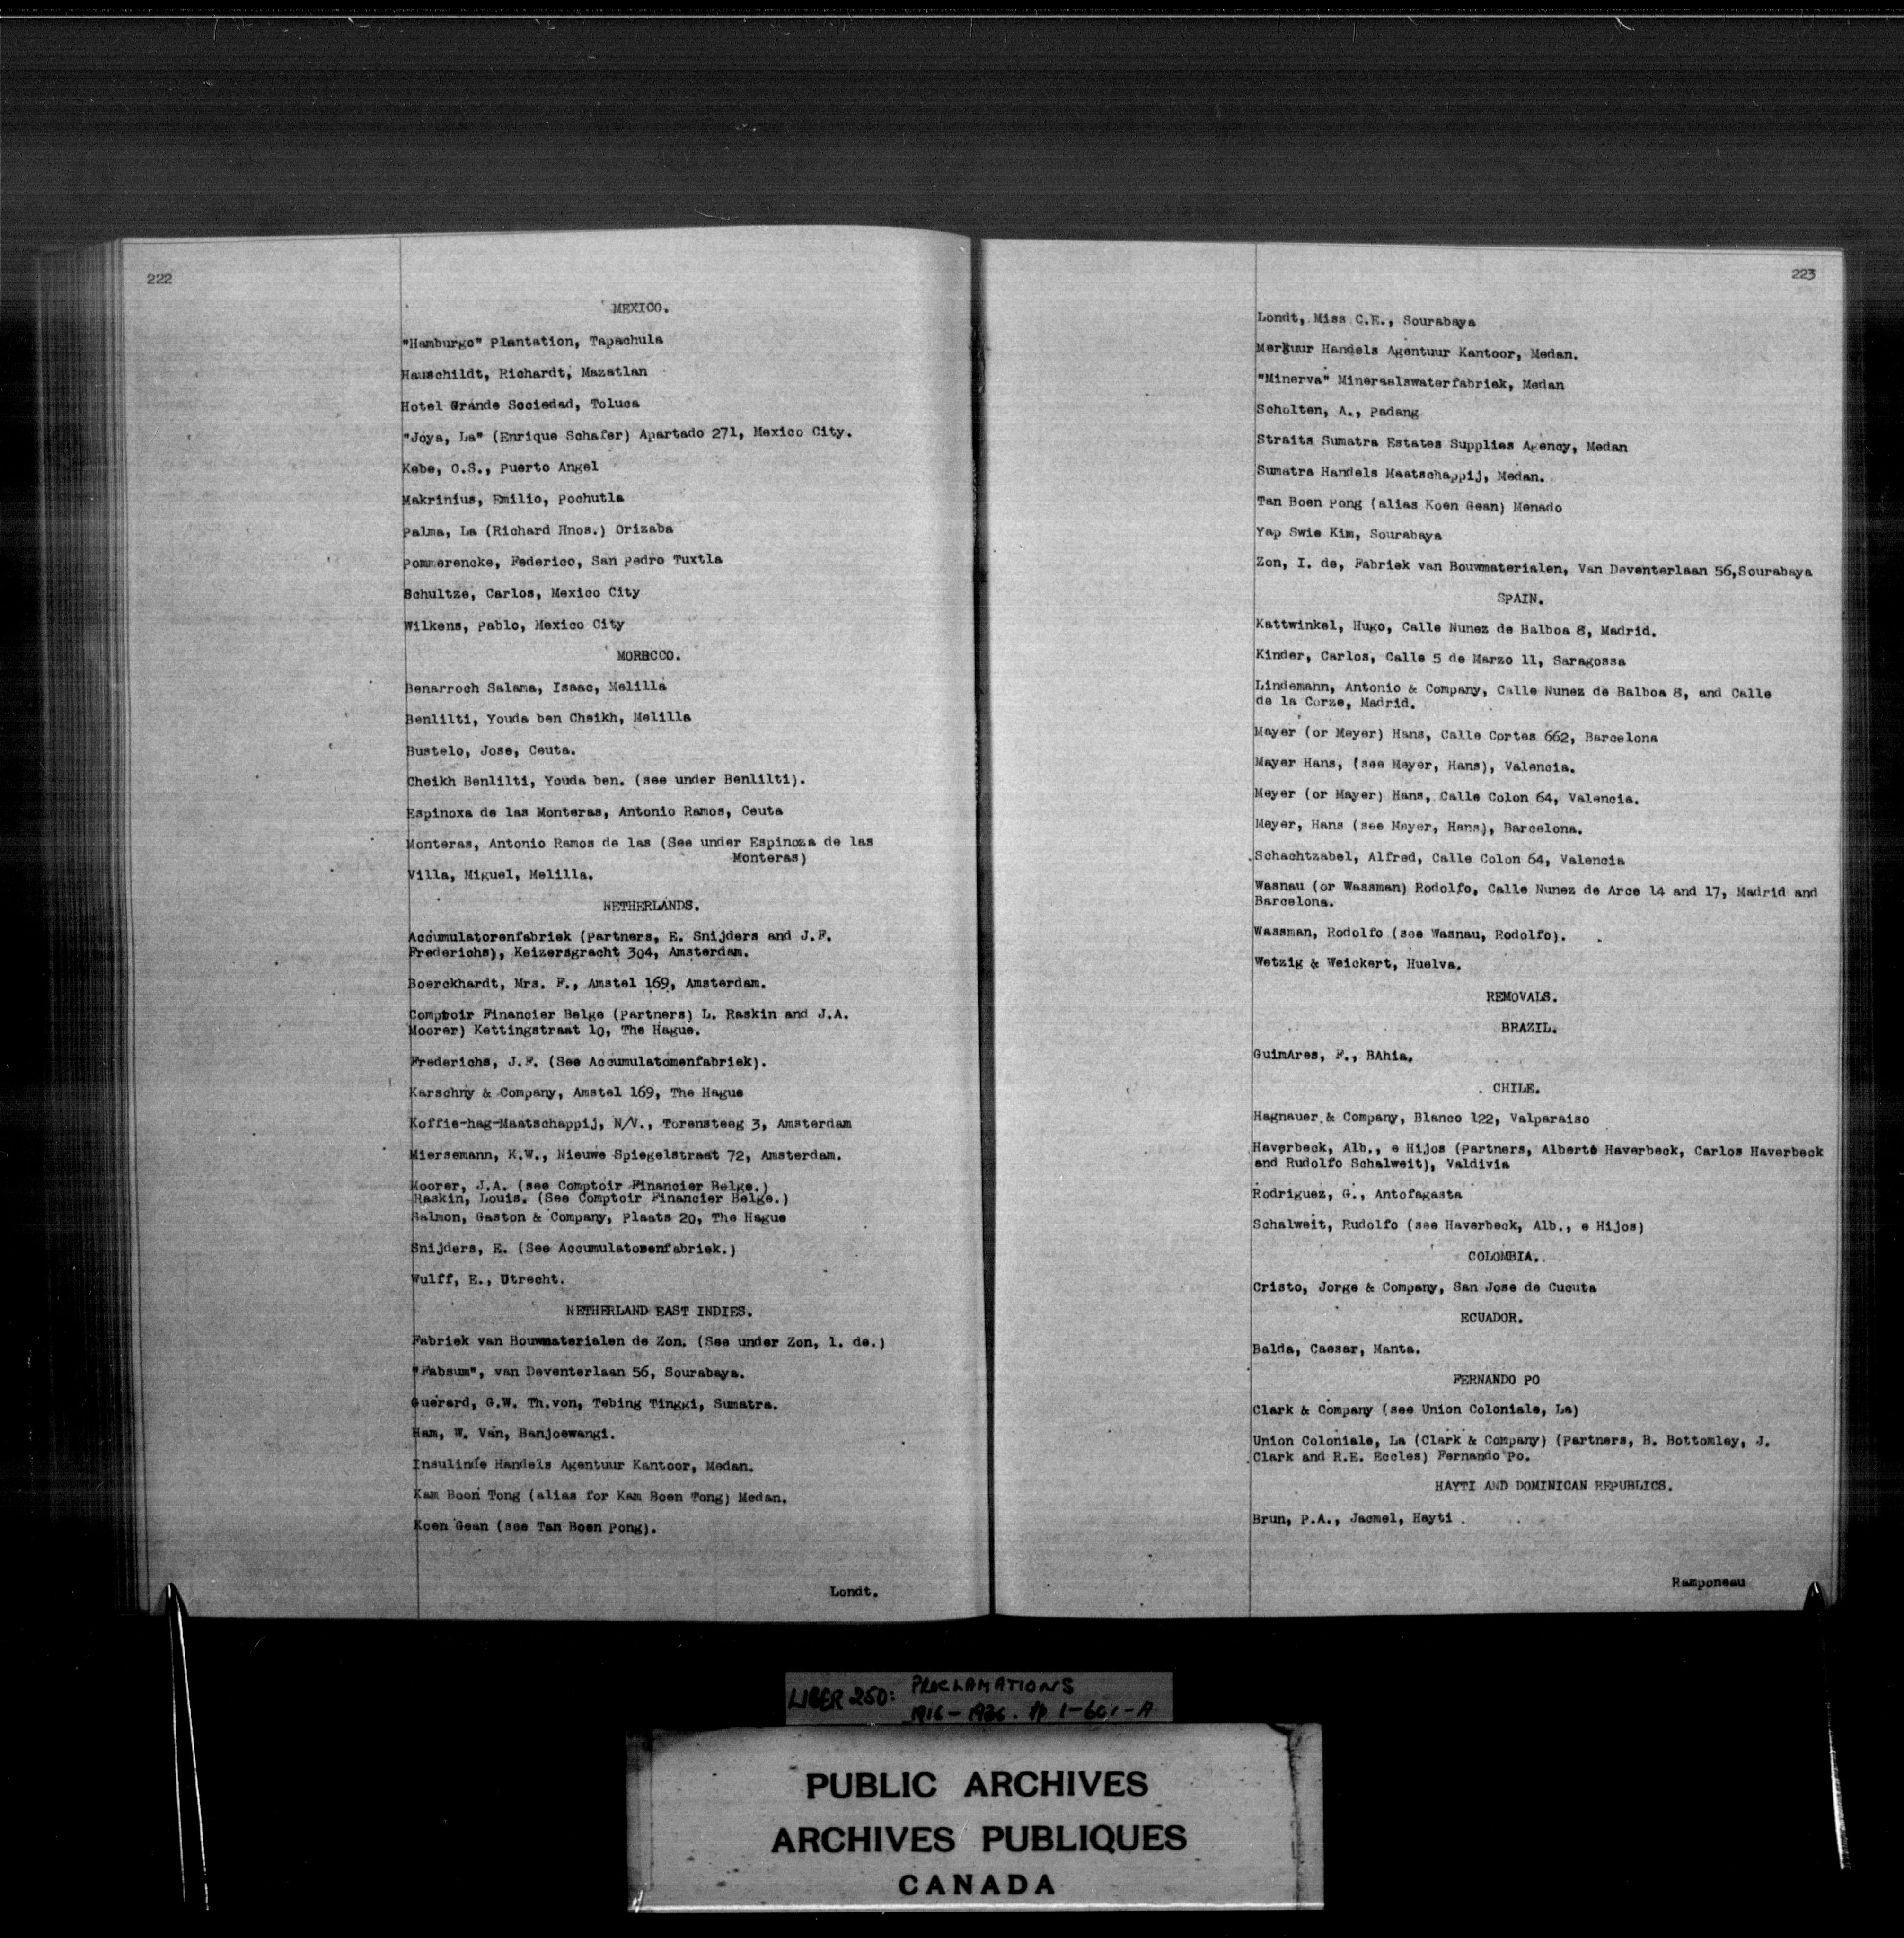 222
MEXICO.
"Hamburgo" Plantation, Tapachula
Hauschildt, Richardt, Mazatlan
Hotel Grande Sociedad, Toluca
"Joya, La" (Enrique Schafer) Apartado 271, Mexico City.
Kebe, O.S., Puerto Angel
Makrinius, Emilio, Pochutla
Palma, La (Richard Hnos.) Orizaba
Pommerencke, Federico, San Pedro Tuxtla
Schultze, Carlos, Mexico City
Wilkens, Pablo, Mexico City
MOROCCO.
Benarroch Salama, Isaac, Melilla
Benlilti, Youda ben Cheikh, Melilla
Bustelo, Jose, Ceuta.
Cheikh Benlilti, Youda ben. (see under Benlilti).
Espinoxa de las Monteras, Antonio Ramos, Ceuta
Monteras, Antonio Ramos de las (See under Espinoza de las
Monteras)
Villa, Miguel, Melilla.
NETHERLANDS.
Accumulatorenfabriek (Partners, E. Snijders and J.F.
Frederichs), Keizersgracht 304, Amsterdam.
Boerckhardt, Mrs. F., Amstel 169, Amsterdam.
Comptoir Financier Belge (Partners) L. Raskin and J.A.
Moorer) Kettingstraat 10, The Hague.
Frederichs, J.F. (See Accumulatomenfabriek).
Karschny & Company, Amstel 169, The Hague
Koffie-hag-Maatschappij, N/V., Torensteeg 3, Amsterdam
Miersemann, K.W., Nieuwe Spiegelstraat 72, Amsterdam.
Moorer, J.A. (see Comptoir Financier Belge.)
Raskin, Louis. (See Comptoir Financier Belge.)
Salmon, Gaston & Company, Plaats 20, The Hague
Snijders, E. (See Accumulatorenfabriek.)
Wulff, E., Utrecht.
NETHERLAND EAST INDIES.
Fabriek van Bouwmaterialen de Zon. (See under Zon, l. de.)
"Fabsum", van Deventerlaan 56, Sourabaya.
Guerard, G.W. Th.von, Tebing Tinggi, Sumatra.
Ham, W. Van, Banjoewangi.
Insulinde Handels Agentuur Kantoor, Medan.
Kam Boon Tong (alias for Kam Boen Tong) Medan.
Koen Gean (see Tan Boen Pong).
Londt.
223
Londt, Miss C.E., Sourabaya
Merkuur Handels Agentuur Kantoor, Medan.
"Minerva" Mineraalswaterfabriek, Medan
Scholten, A., Padang
Straits Sumatra Estates Supplies Agency, Medan
Sumatra Handels Maatschappij, Medan.
Tan Boen Pong (alias Koen Gean) Menado
Yap Swie Kim, Sourabaya
Zon, I. de, Fabriek van Bouwmaterialen, Van Deventerlaan 56,Sourabaya
SPAIN.
Kattwinkel, Hugo, Calle Nunez de Balboa 8, Madrid.
Kinder, Carlos, Calle 5 de Marzo 11, Saragossa
Lindemann, Antonio & Company, Calle Nunez de Balboa 8, and Calle
de la Corze, Madrid.
Mayer (or Meyer) Hans, Calle Cortes 662, Barcelona
Mayer Hans, (see Meyer, Hans), Valencia.
Meyer (or Mayer) Hans, Calle Colon 64, Valencia.
Meyer, Hans (see Mayer, Hans), Barcelona.
Schachtzabel, Alfred, Calle Colon 64, Valencia
Wasnau (or Wassman) Rodolfo, Calle Nunez de Arce 14 and 17, Madrid and
Barcelona.
Wassman, Rodolfo (see Wasnau, Rodolfo).
Wetzig & Weickert, Huelva.
REMOVALS.
BRAZIL.
GuimAres, F., BAhia.
CHILE.
Hagnauer & Company, Blanco 122, Valparaiso
Haverbeck, Alb., e Hijos (Partners, Alberto Haverbeck, Carlos Haverbeck
and Rudolfo Schalweit), Valdivia
Rodriguez, G., Antofagasta
Schalweit, Rudolfo (see Haverbeck, Alb., e Hijos)
COLOMBIA.
Cristo, Jorge & Company, San Jose de Cucuta
ECUADOR.
Balda, Caesar, Manta.
FERNANDO PO
Clark & Company (see Union Coloniale, La)
Union Coloniale, La (Clark & Company) (Partners, B. Bottomley, J.
Clark and R.E. Eccles) Fernando Po.
HAYTI AND DOMINICAN REPUBLICS.
Brun, P.A., Jacmel, Hayti .
Ramponeau
LIBER 250: PROCLAMATIONS
1916-1926. pp 1-601-A
PUBLIC ARCHIVES
ARCHIVES PUBLIQUES
CANADA